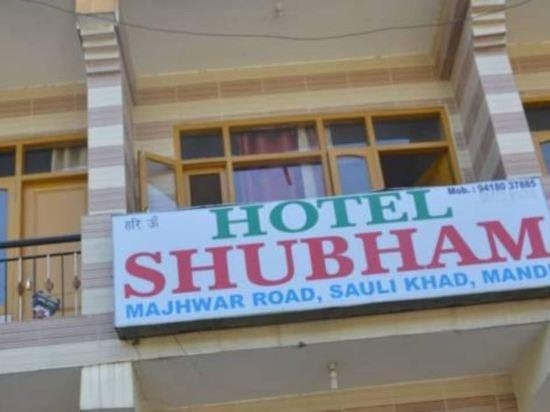 हरि ॐ
Mob. : 94180 37885
HOTEL
SHUBHAM
MAJHWAR ROAD, SAULI KHAD, MANDI